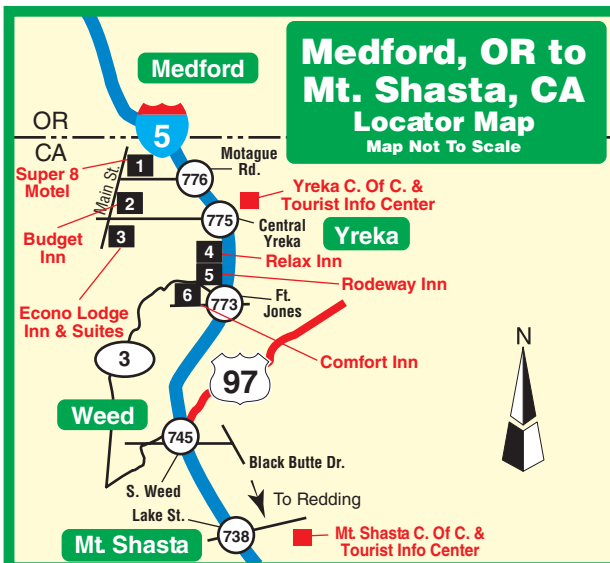 Medford, OR to
Mt. Shasta, CA
Locator Map
Map Not To Scale
Medford
OR
CA
5
Super 8
Motel
1
Main St.
776
Motague
Rd.
Yreka C. Of C. &
Tourist Info Center
2
775
Central
Yreka
Yreka
Budget
Inn
3
4
Relax Inn
5
Rodeway Inn
Econo Lodge
Inn & Suites
6
773
Ft.
Jones
Comfort Inn
3
97
N
Weed
745
Black Butte Dr.
S. Weed
To Redding
Lake St.
738
Mt. Shasta
Mt. Shasta C. Of C. &
Tourist Info Center